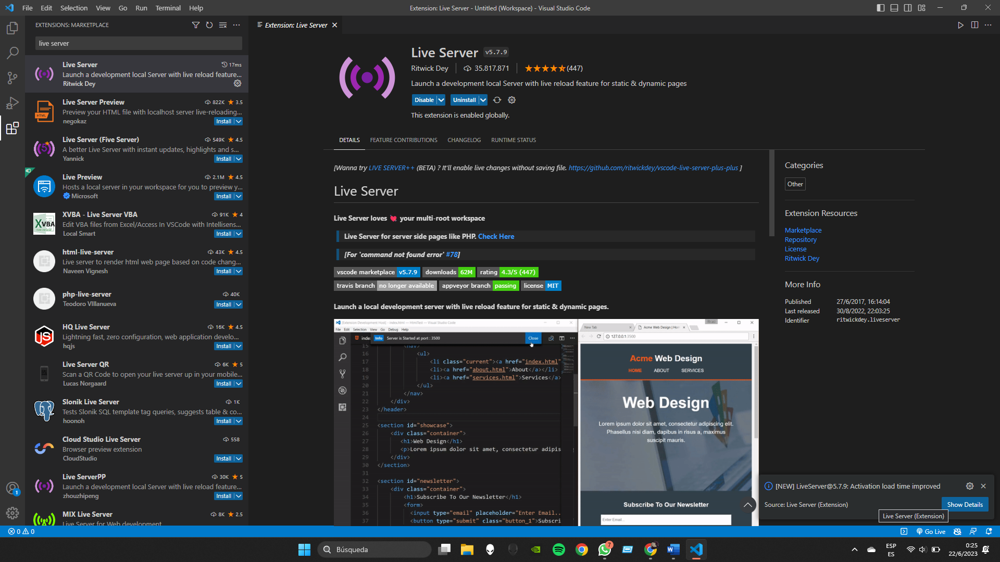 File Edit Selection View Go Run Terminal Help
Extension: Live Server - Untitled (Workspace) - Visual Studio Code
EXTENSIONS: MARKETPLACE
live server
Live Server 17ms
Launch a development local Server with live reload feature...
Ritwick Dey
Live Server Preview 822K 3.5
Preview your HTML file with localhost server live-reloading...
negokaz Install
Live Server (Five Server) 549K 4.5
A better Live Server with instant updates, highlights and s...
Yannick Install
Live Preview 2.1M 4.5
Hosts a local server in your workspace for you to preview y...
Microsoft Install
XVBA - Live Server VBA 91K 4
Edit VBA files from Excel/Access In VSCode with Intellisens...
Local Smart Install
html-live-server 43K 4.5
Live server to render html web page based on code chang...
Naveen Vignesh Install
php-live-server 40K
Teodoro VIllanueva Install
HQ Live Server 16K 4.5
Lightning fast, zero configuration, web application develo...
hqjs Install
Live Server QR 6K 5
Scan a QR Code to open your live server up in your mobile...
Lucas Norgaard Install
Slonik Live Server 1K
Tests Slonik SQL template tag queries, suggests table & co...
hoonoh Install
Cloud Studio Live Server 558
Browser preview extension
CloudStudio Install
Live ServerPP 30K 5
Launch a development local Server with live reload feature...
zhouzhipeng Install
MIX Live Server 8K 2.5
Live Server for Web development
Extension: Live Server
Live Server v5.7.9
Ritwick Dey 35.817.871 (447)
Launch a development local Server with live reload feature for static & dynamic pages
Disable Uninstall
This extension is enabled globally.
DETAILS FEATURE CONTRIBUTIONS CHANGELOG RUNTIME STATUS
[Wanna try LIVE SERVER++ (BETA) ? It'll enable live changes without saving file. https://github.com/ritwickdey/vscode-live-server-plus-plus ]
Live Server
Live Server loves 💘 your multi-root workspace
Live Server for server side pages like PHP. Check Here
[For 'command not found error' #78]
vscode marketplace v5.7.9 downloads 62M rating 4.3/5 (447)
travis branch no longer available appveyor branch passing license MIT
Launch a local development server with live reload feature for static & dynamic pages.
[Extension Development Host] - index.html — HtmlTest — Visual Studio Code
File Edit Selection View Go Debug Help
Info Server is Started at port : 3500 Close
15 <nav>
16 <ul>
17 <li class="current"><a href="index.html"
18 <li><a href="about.html">About</a></li>
19 <li><a href="services.html">Services</a>
20 </ul>
21 </nav>
22 </div>
23 </header>
24
25 <section id="showcase">
26 <div class="container">
27 <h1>Web Design</h1>
28 <p>Lorem ipsum dolor sit amet, consectetur adipis
29 </div>
30 </section>
31
32 <section id="newsletter">
33 <div class="container">
34 <h1>Subscribe To Our Newsletter</h1>
35 <form>
36 <input type="email" placeholder="Enter Email..
37 <button type="submit" class="button_1">Subscri
New Tab Acme Web Design | Hom
127.0.0.1:3500
Acme Web Design
HOME ABOUT SERVICES
Web Design
Lorem ipsum dolor sit amet, consectetur adipiscing elit.
Phasellus nisi diam, dapibus in risus a, maximus
suscipit mauris.
Subscribe To Our Newsletter
Enter Email...
Categories
Other
Extension Resources
Marketplace
Repository
License
Ritwick Dey
More Info
Published 27/6/2017, 16:14:04
Last released 30/8/2022, 22:03:25
Identifier ritwickdey.liveserver
[NEW] LiveServer@5.7.9: Activation load time improved
Source: Live Server (Extension) Show Details
Live Server (Extension)
1
0 0 Go Live
Búsqueda
7
ESP
ES
0:25
22/6/2023